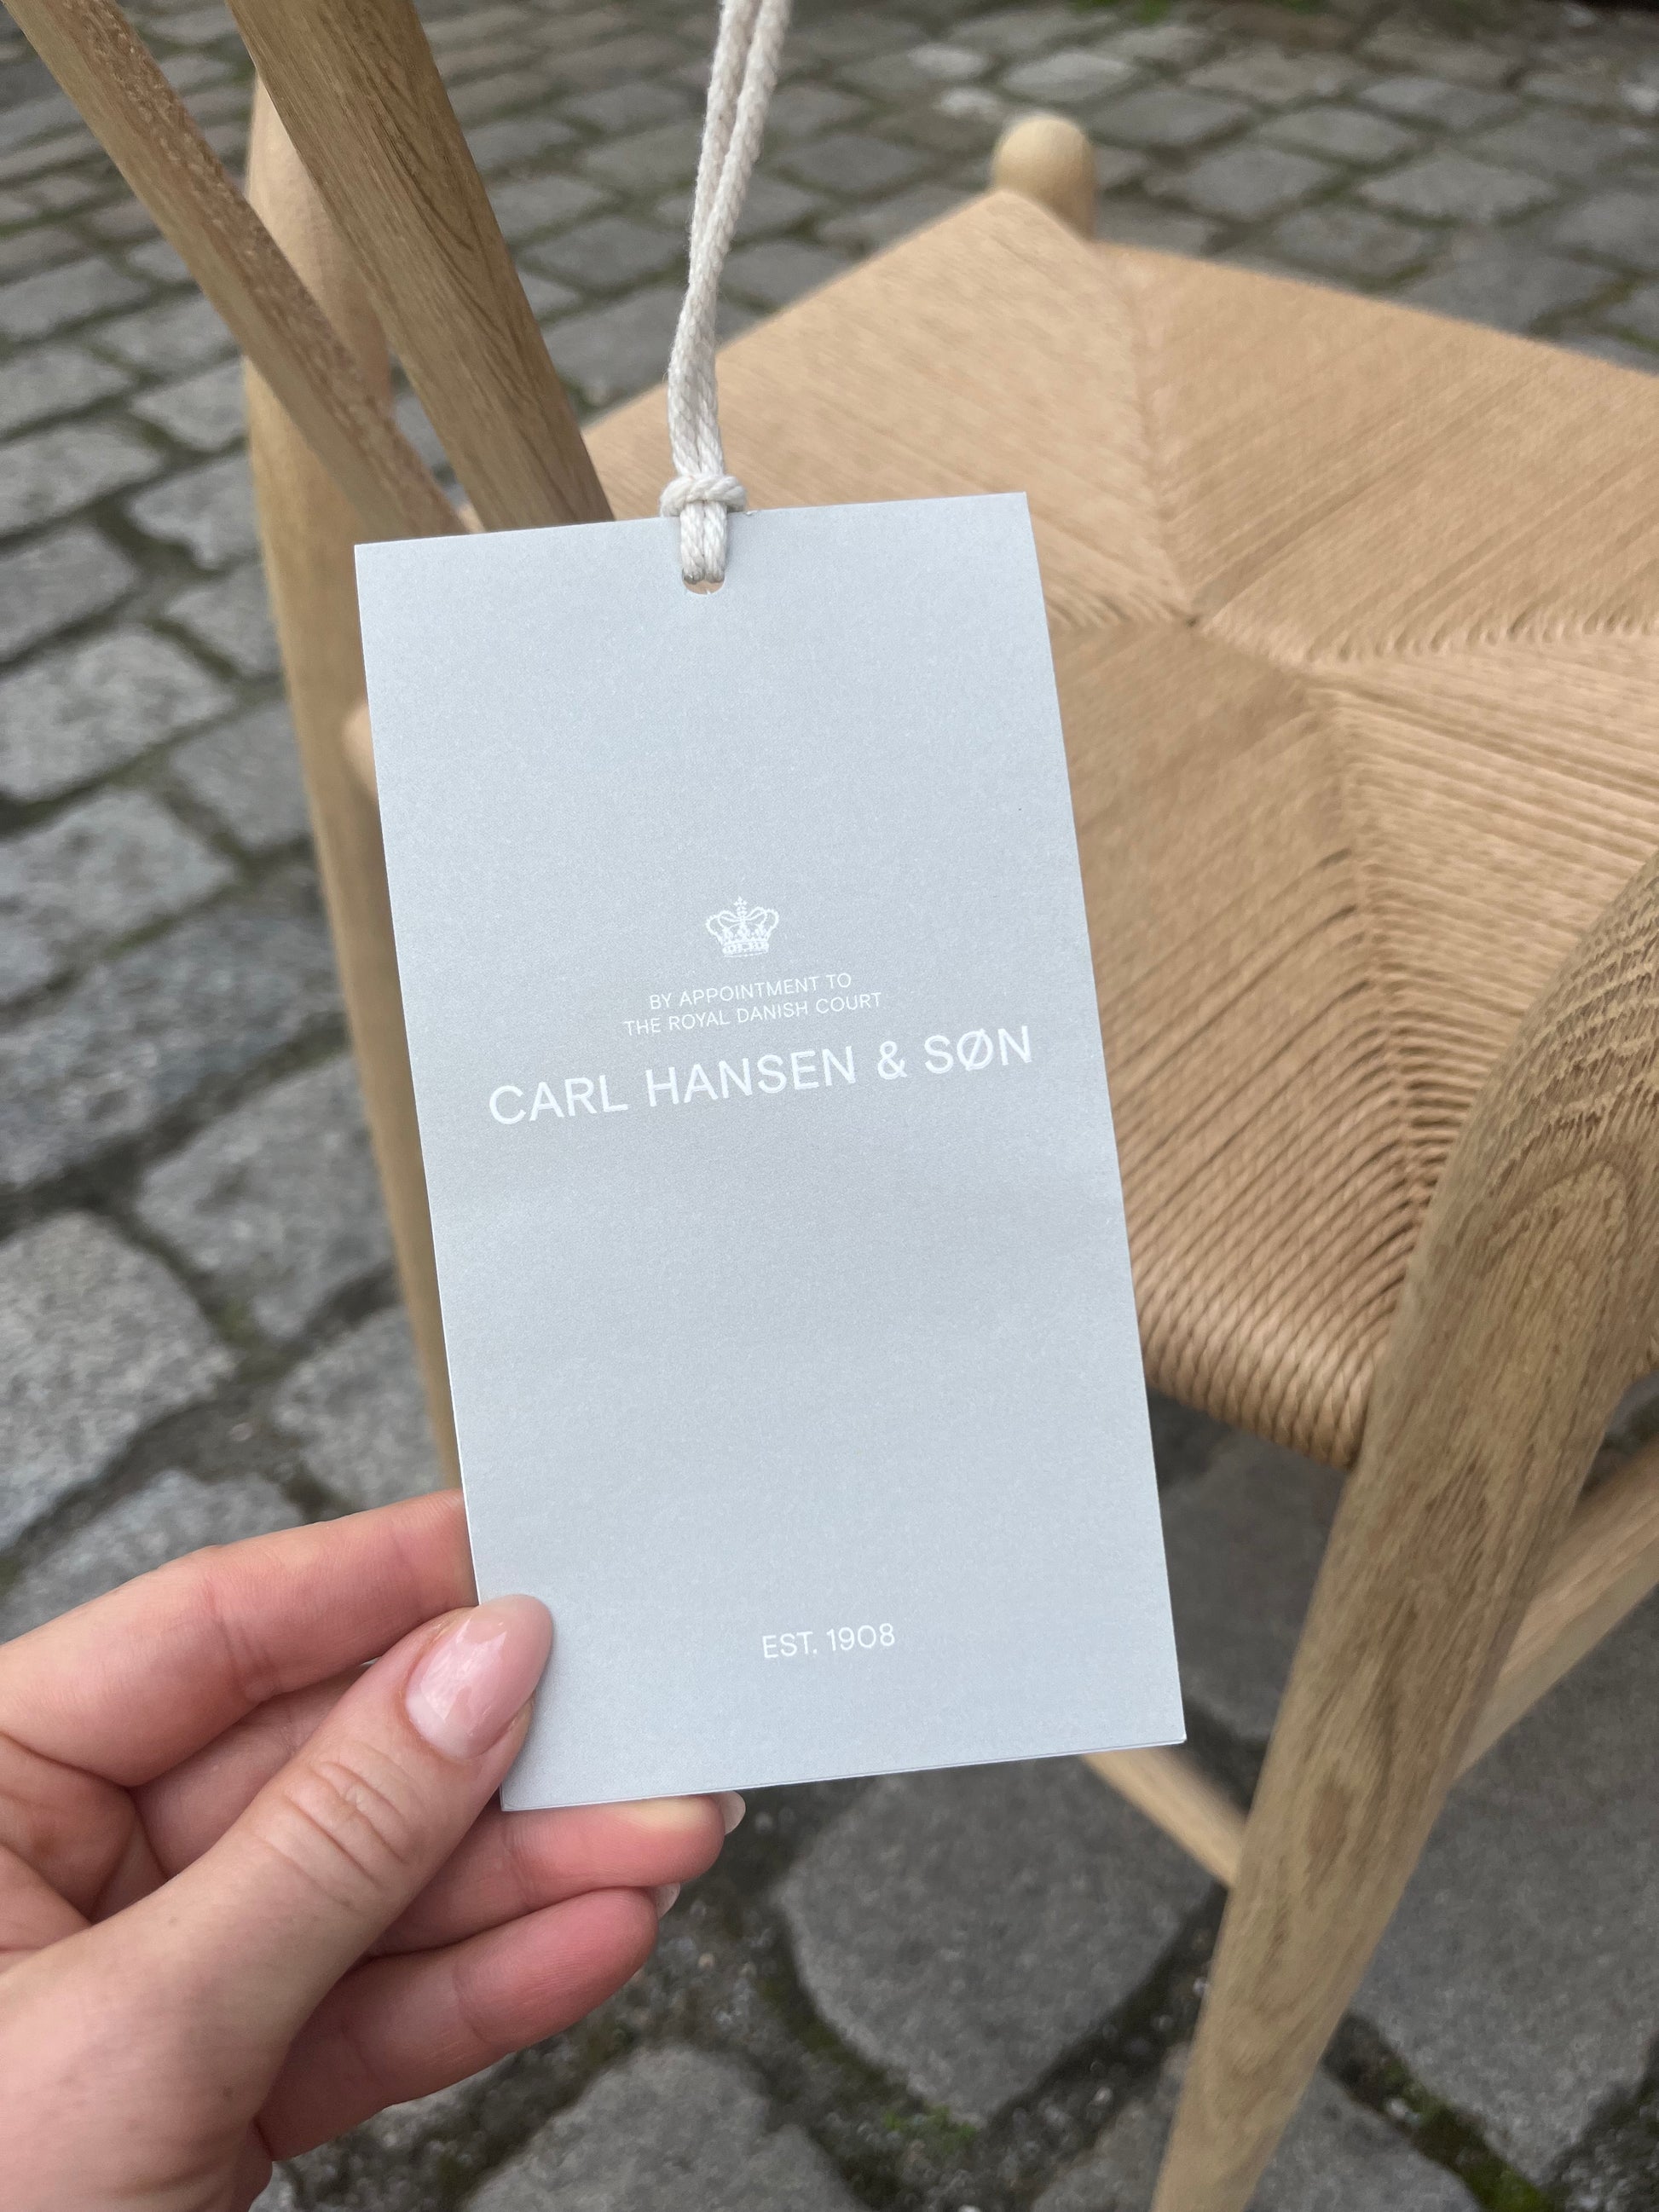 BY APPOINTMENT TO
THE ROYAL DANISH COURT
CARL HANSEN & SØN
EST. 1908